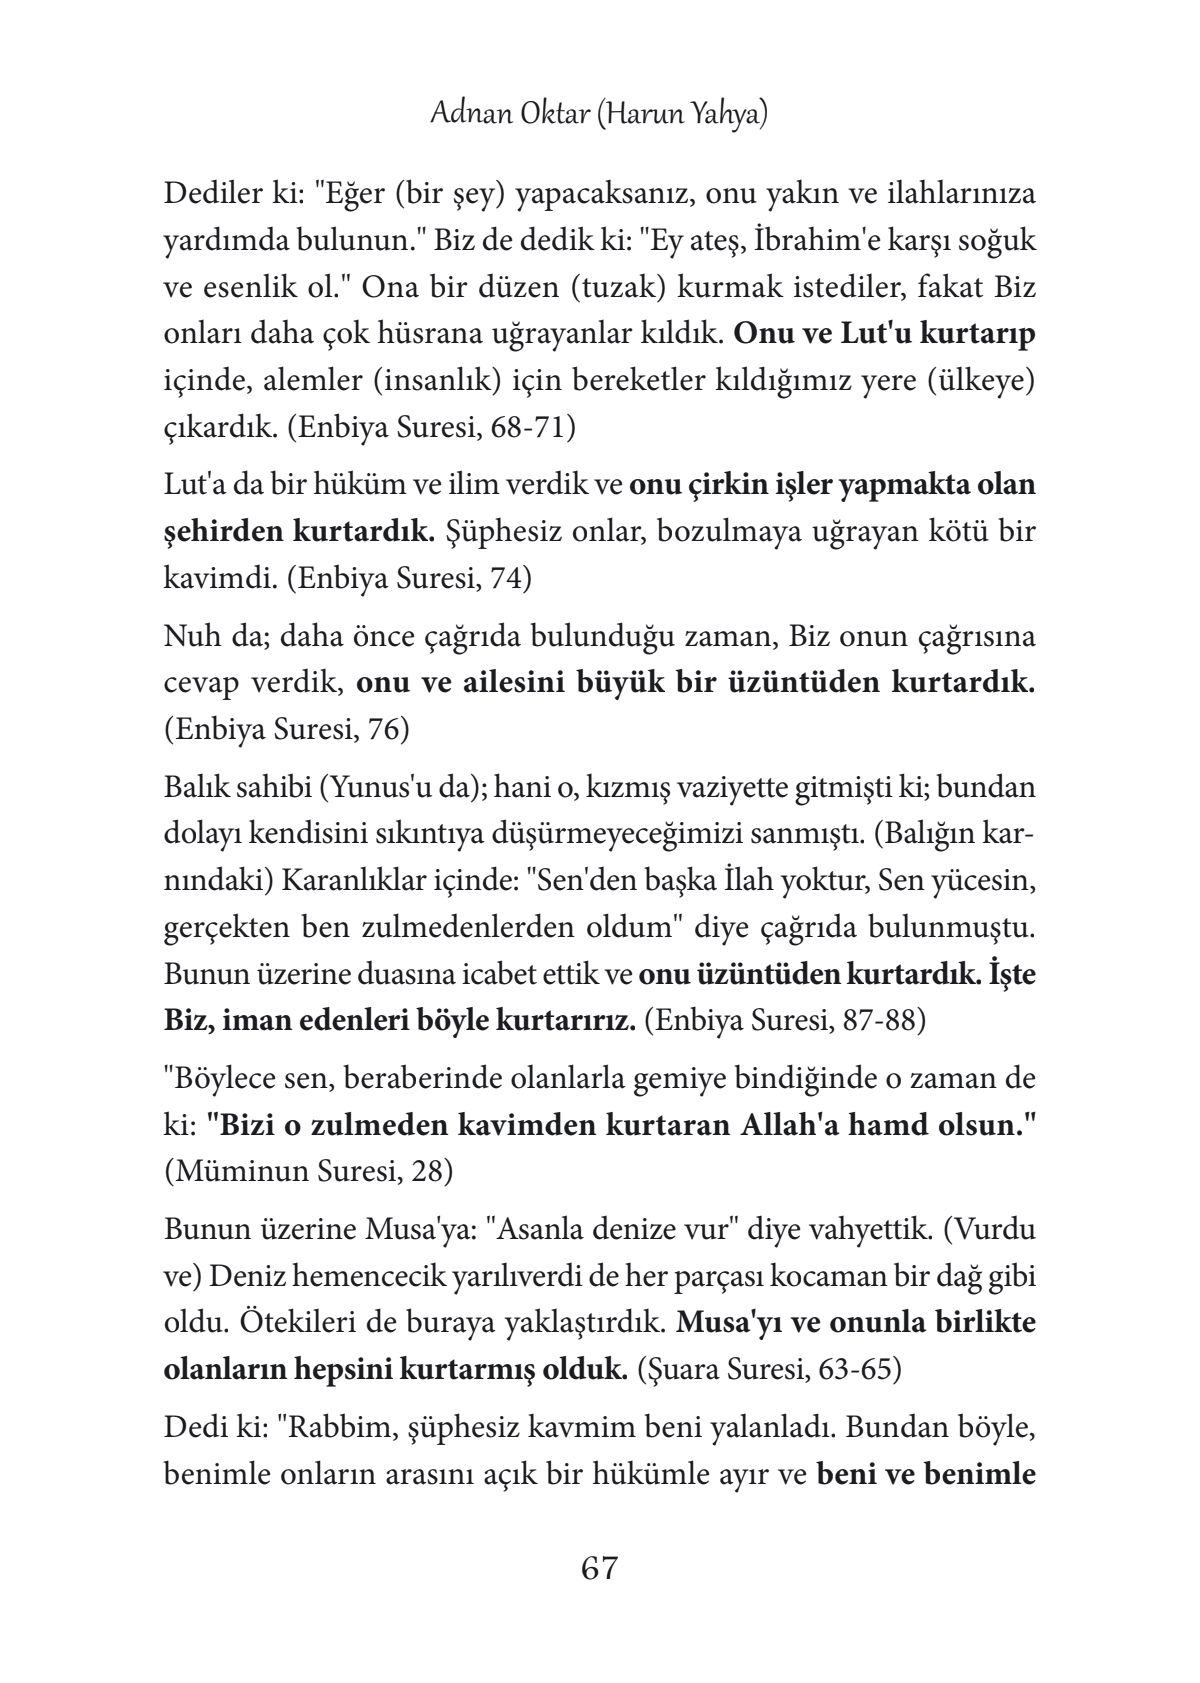 Adnan Oktar (Harun Yahya)
Dediler ki: "Eğer (bir şey) yapacaksanız, onu yakın ve ilahlarınıza
yardımda bulunun." Biz de dedik ki: "Ey ateş, İbrahim'e karşı soğuk
ve esenlik ol." Ona bir düzen (tuzak) kurmak istediler, fakat Biz
onları daha çok hüsrana uğrayanlar kıldık. Onu ve Lut'u kurtarıp
içinde, alemler (insanlık) için bereketler kıldığımız yere (ülkeye)
çıkardık. (Enbiya Suresi, 68-71)
Lut'a da bir hüküm ve ilim verdik ve onu çirkin işler yapmakta olan
şehirden kurtardık. Şüphesiz onlar, bozulmaya uğrayan kötü bir
kavimdi. (Enbiya Suresi, 74)
Nuh da; daha önce çağrıda bulunduğu zaman, Biz onun çağrısına
cevap verdik, onu ve ailesini büyük bir üzüntüden kurtardık.
(Enbiya Suresi, 76)
Balık sahibi (Yunus'u da); hani o, kızmış vaziyette gitmişti ki; bundan
dolayı kendisini sıkıntıya düşürmeyeceğimizi sanmıştı. (Balığın kar-
nındaki) Karanlıklar içinde: "Sen'den başka İlah yoktur, Sen yücesin,
gerçekten ben zulmedenlerden oldum" diye çağrıda bulunmuştu.
Bunun üzerine duasına icabet ettik ve onu üzüntüden kurtardık. İşte
Biz, iman edenleri böyle kurtarırız. (Enbiya Suresi, 87-88)
"Böylece sen, beraberinde olanlarla gemiye bindiğinde o zaman de
ki: "Bizi o zulmeden kavimden kurtaran Allah'a hamd olsun."
(Müminun Suresi, 28)
Bunun üzerine Musa'ya: "Asanla denize vur" diye vahyettik. (Vurdu
ve) Deniz hemencecik yarılıverdi de her parçası kocaman bir dağ gibi
oldu. Ötekileri de buraya yaklaştırdık. Musa'yı ve onunla birlikte
olanların hepsini kurtarmış olduk. (Şuara Suresi, 63-65)
Dedi ki: "Rabbim, şüphesiz kavmim beni yalanladı. Bundan böyle,
benimle onların arasını açık bir hükümle ayır ve beni ve benimle
67